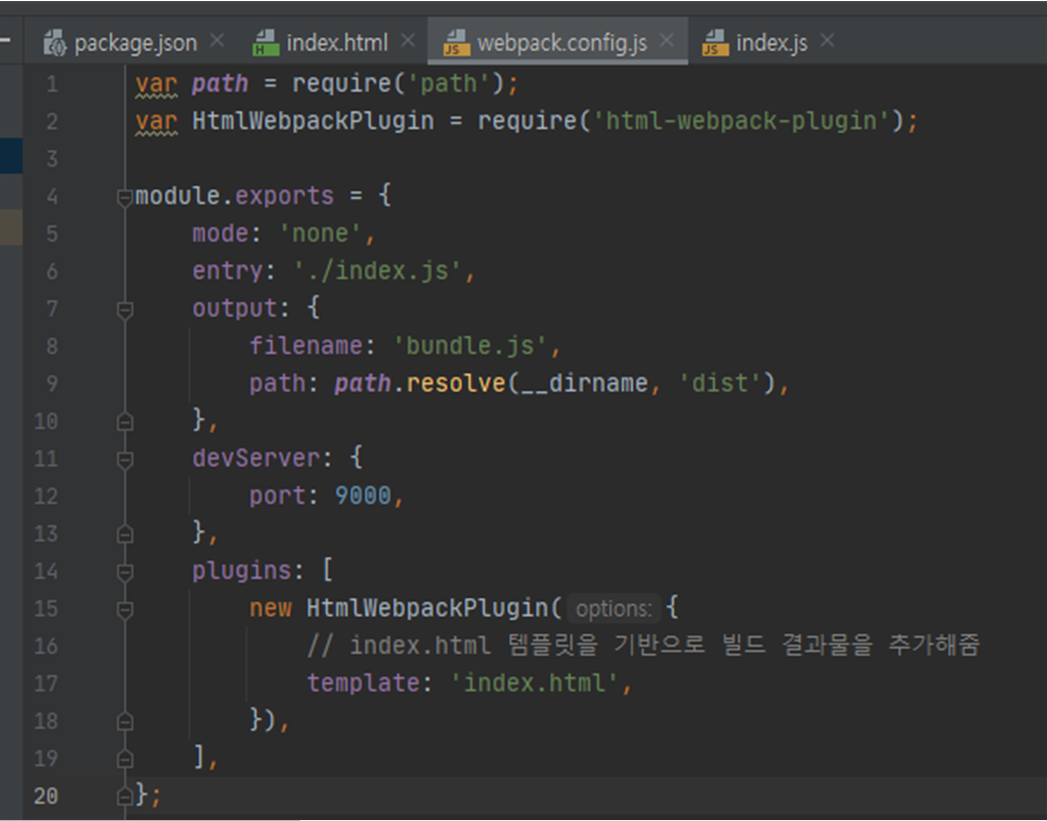 package.json index.html webpack.config.js index.js
1 var path = require('path');
2 var HtmlWebpackPlugin = require('html-webpack-plugin');
3
4 module.exports = {
5     mode: 'none',
6     entry: './index.js',
7     output: {
8         filename: 'bundle.js',
9         path: path.resolve(__dirname, 'dist'),
10     },
11     devServer: {
12         port: 9000,
13     },
14     plugins: [
15         new HtmlWebpackPlugin( options: {
16             // index.html 템플릿을 기반으로 빌드 결과물을 추가해줌
17             template: 'index.html',
18         }),
19     ],
20 };